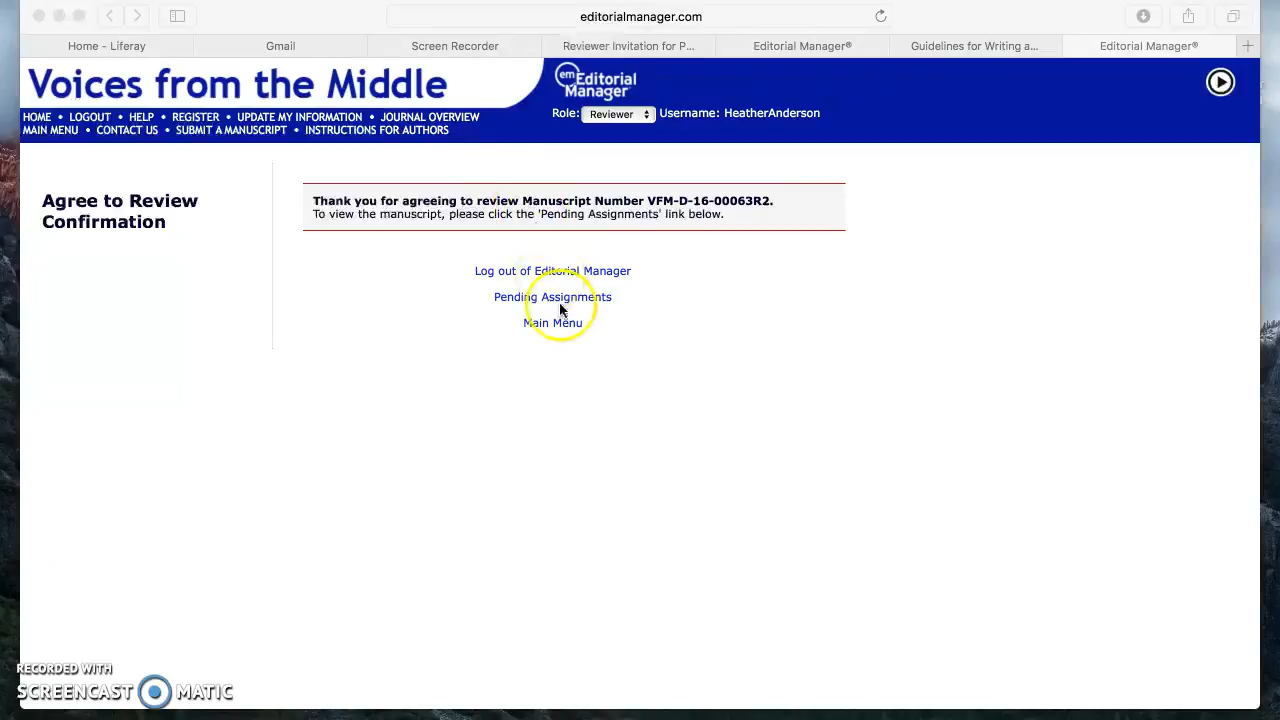 editorialmanager.com
Home - Liferay
Gmail
Screen Recorder
Reviewer Invitation for P...
Editorial Manager®
Guidelines for Writing a...
Editorial Manager®
Voices from the Middle
em Editorial Manager
Role: Reviewer Username: HeatherAnderson
HOME • LOGOUT • HELP • REGISTER • UPDATE MY INFORMATION • JOURNAL OVERVIEW
MAIN MENU • CONTACT US • SUBMIT A MANUSCRIPT • INSTRUCTIONS FOR AUTHORS
Agree to Review
Confirmation
Thank you for agreeing to review Manuscript Number VFM-D-16-00063R2.
To view the manuscript, please click the 'Pending Assignments' link below.
Log out of Editorial Manager
Pending Assignments
Main Menu
RECORDED WITH
SCREENCAST MATIC